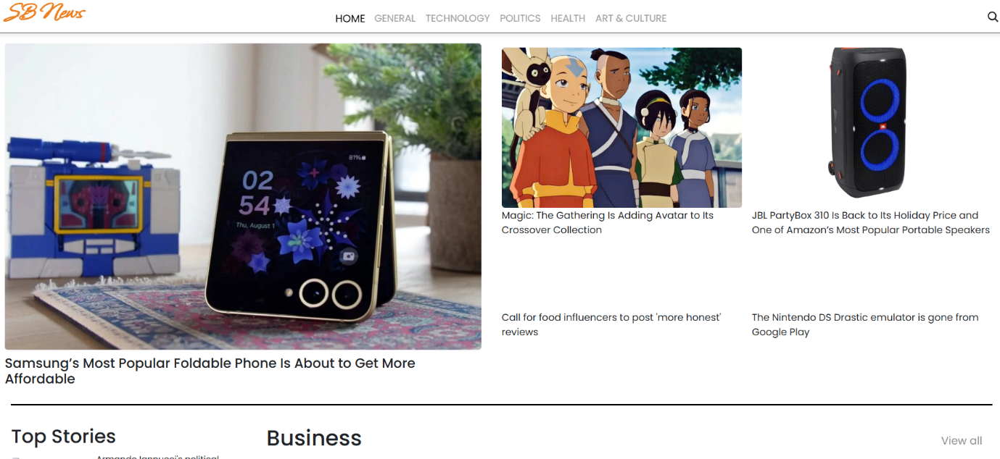 SB News
HOME GENERAL TECHNOLOGY POLITICS HEALTH ART & CULTURE
81%
02
54
Thu, August 1
Samsung’s Most Popular Foldable Phone Is About to Get More
Affordable
Magic: The Gathering Is Adding Avatar to Its
Crossover Collection
JBL PartyBox 310 Is Back to Its Holiday Price and
One of Amazon’s Most Popular Portable Speakers
Call for food influencers to post 'more honest'
reviews
The Nintendo DS Drastic emulator is gone from
Google Play
Top Stories
Business
View all
Armando Iannucci's political